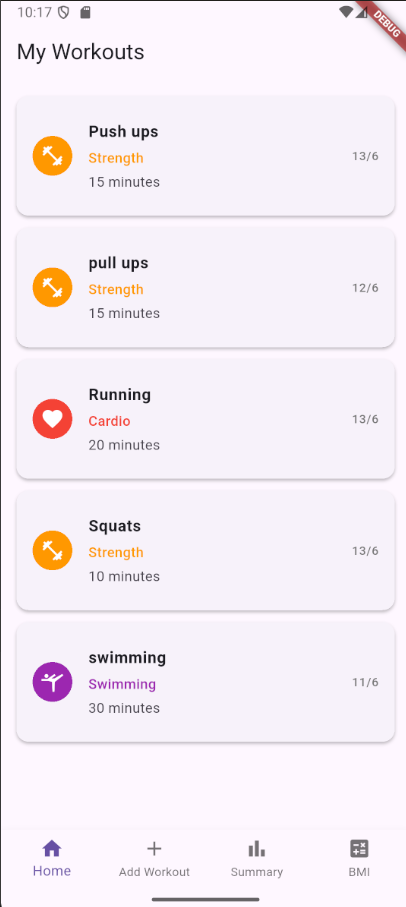 10:17
DEBUG
My Workouts
Push ups
Strength
13/6
15 minutes
pull ups
Strength
12/6
15 minutes
Running
Cardio
13/6
20 minutes
Squats
Strength
13/6
10 minutes
swimming
Swimming
11/6
30 minutes
Home
Add Workout
Summary
BMI